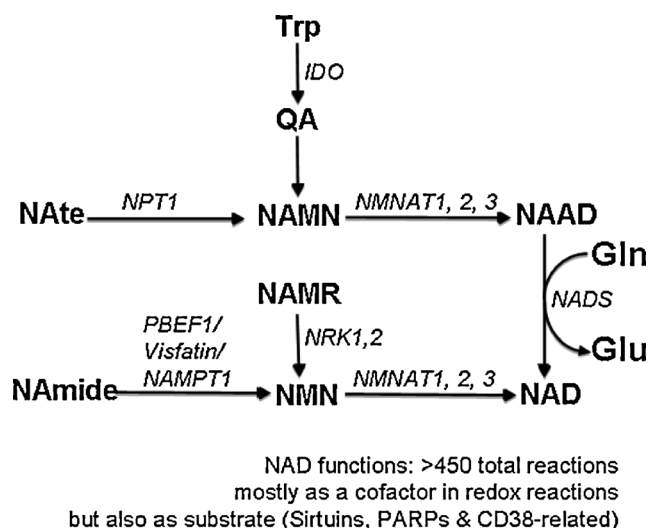 Trp
IDO
QA
NAte
NPT1
NAMN
NMNAT1, 2, 3
NAAD
Gln
NADS
Glu
NAMR
NRK1,2
PBEF1/
Visfatin/
NAMPT1
NAmide
NMN
NMNAT1, 2, 3
NAD
NAD functions: >450 total reactions
mostly as a cofactor in redox reactions
but also as substrate (Sirtuins, PARPs & CD38-related)